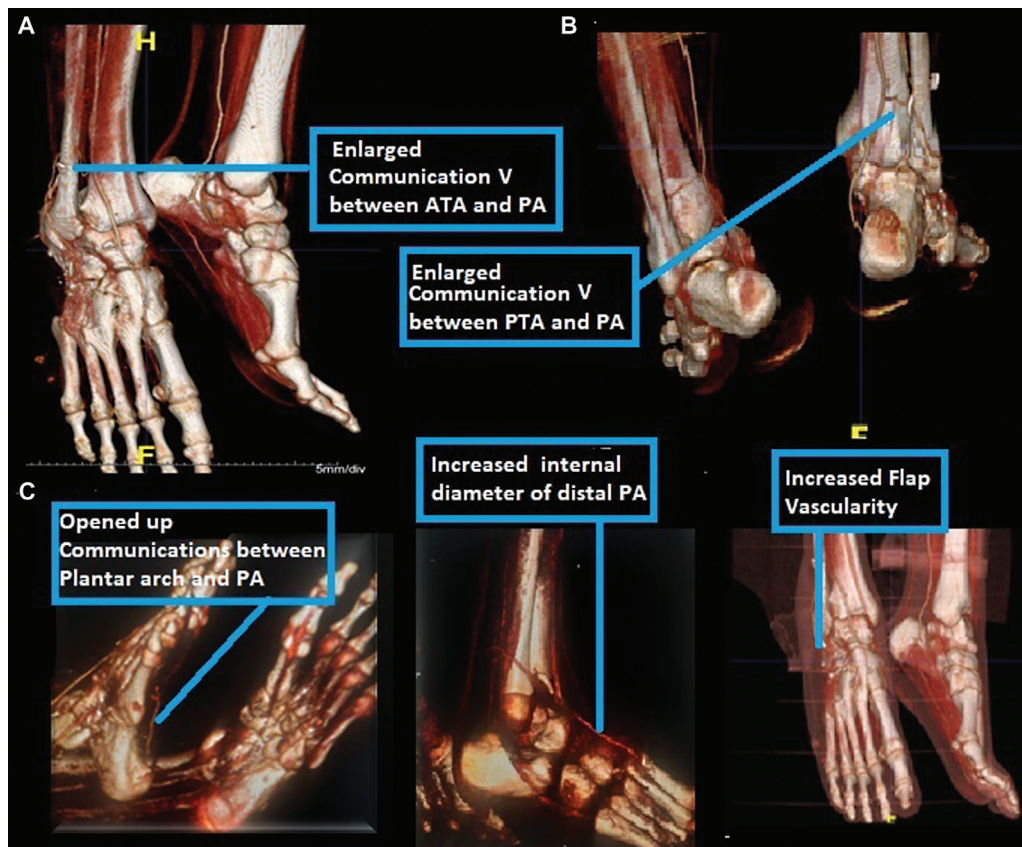 A
H
Enlarged
Communication V
between ATA and PA
F
5mm/div
B
Enlarged
Communication V
between PTA and PA
F
C
Opened up
Communications between
Plantar arch and PA
Increased internal
diameter of distal PA
Increased Flap
Vascularity
F